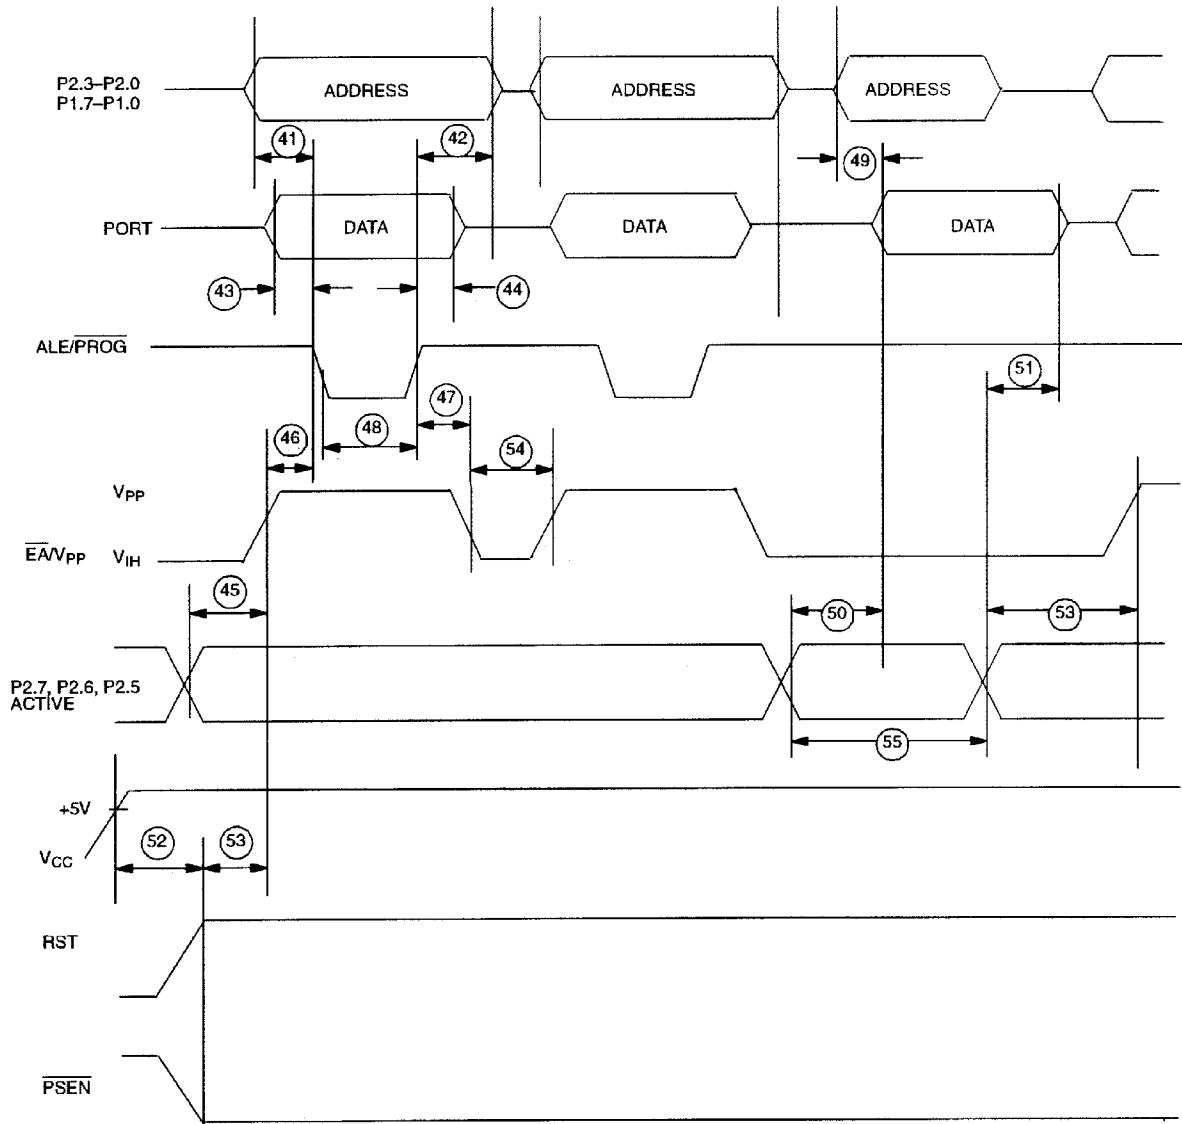 P2.3–P2.0
P1.7–P1.0
ADDRESS
ADDRESS
ADDRESS
41
42
49
PORT
DATA
DATA
DATA
43
44
ALE/PROG
51
47
46
48
54
VPP
EA/VPP
VIH
45
50
53
P2.7, P2.6, P2.5
ACTIVE
55
+5V
VCC
52
53
RST
PSEN